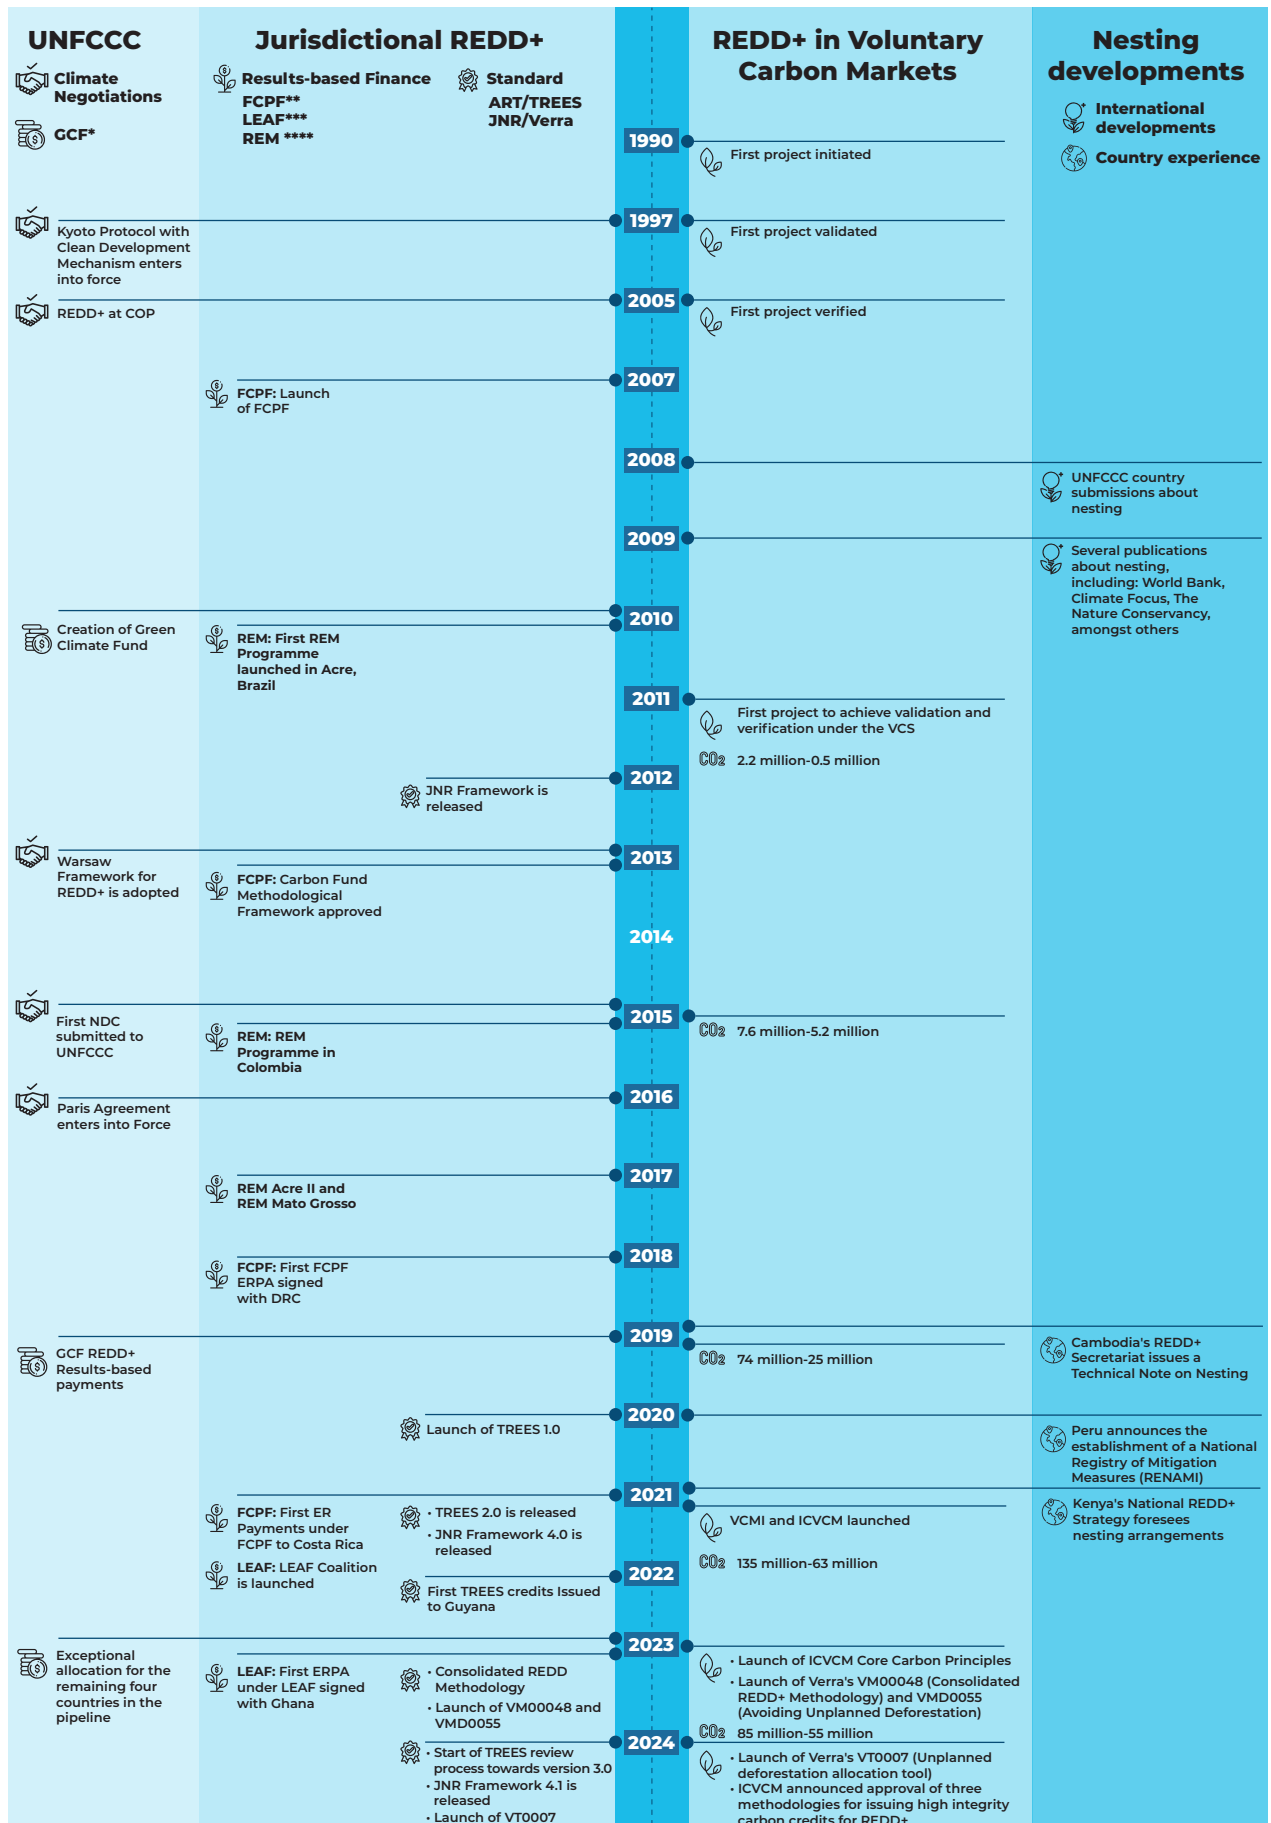 UNFCCC
Climate
Negotiations
GCF*
Jurisdictional REDD+
Results-based Finance
FCPF**
LEAF***
REM ****
Standard
ART/TREES
JNR/Verra
REDD+ in Voluntary
Carbon Markets
Nesting
developments
International
developments
Country experience
1990
First project initiated
1997
Kyoto Protocol with
Clean Development
Mechanism enters
into force
First project validated
2005
REDD+ at COP
First project verified
2007
FCPF: Launch
of FCPF
2008
UNFCCC country
submissions about
nesting
2009
Several publications
about nesting,
including: World Bank,
Climate Focus, The
Nature Conservancy,
amongst others
2010
Creation of Green
Climate Fund
REM: First REM
Programme
launched in Acre,
Brazil
2011
First project to achieve validation and
verification under the VCS
CO2 2.2 million-0.5 million
2012
JNR Framework is
released
2013
Warsaw
Framework for
REDD+ is adopted
FCPF: Carbon Fund
Methodological
Framework approved
2014
2015
First NDC
submitted to
UNFCCC
REM: REM
Programme in
Colombia
CO2 7.6 million-5.2 million
2016
Paris Agreement
enters into Force
2017
REM Acre II and
REM Mato Grosso
2018
FCPF: First FCPF
ERPA signed
with DRC
2019
GCF REDD+
Results-based
payments
CO2 74 million-25 million
Cambodia's REDD+
Secretariat issues a
Technical Note on Nesting
2020
Launch of TREES 1.0
Peru announces the
establishment of a National
Registry of Mitigation
Measures (RENAMI)
2021
FCPF: First ER
Payments under
FCPF to Costa Rica
LEAF: LEAF Coalition
is launched
• TREES 2.0 is released
• JNR Framework 4.0 is
released
VCMI and ICVCM launched
CO2 135 million-63 million
Kenya's National REDD+
Strategy foresees
nesting arrangements
2022
First TREES credits Issued
to Guyana
2023
Exceptional
allocation for the
remaining four
countries in the
pipeline
LEAF: First ERPA
under LEAF signed
with Ghana
• Consolidated REDD
Methodology
• Launch of VM00048 and
VMD0055
• Launch of ICVCM Core Carbon Principles
• Launch of Verra's VM00048 (Consolidated
REDD+ Methodology) and VMD0055
(Avoiding Unplanned Deforestation)
CO2 85 million-55 million
2024
• Start of TREES review
process towards version 3.0
• JNR Framework 4.1 is
released
• Launch of VT0007
• Launch of Verra's VT0007 (Unplanned
deforestation allocation tool)
• ICVCM announced approval of three
methodologies for issuing high integrity
carbon credits for REDD+